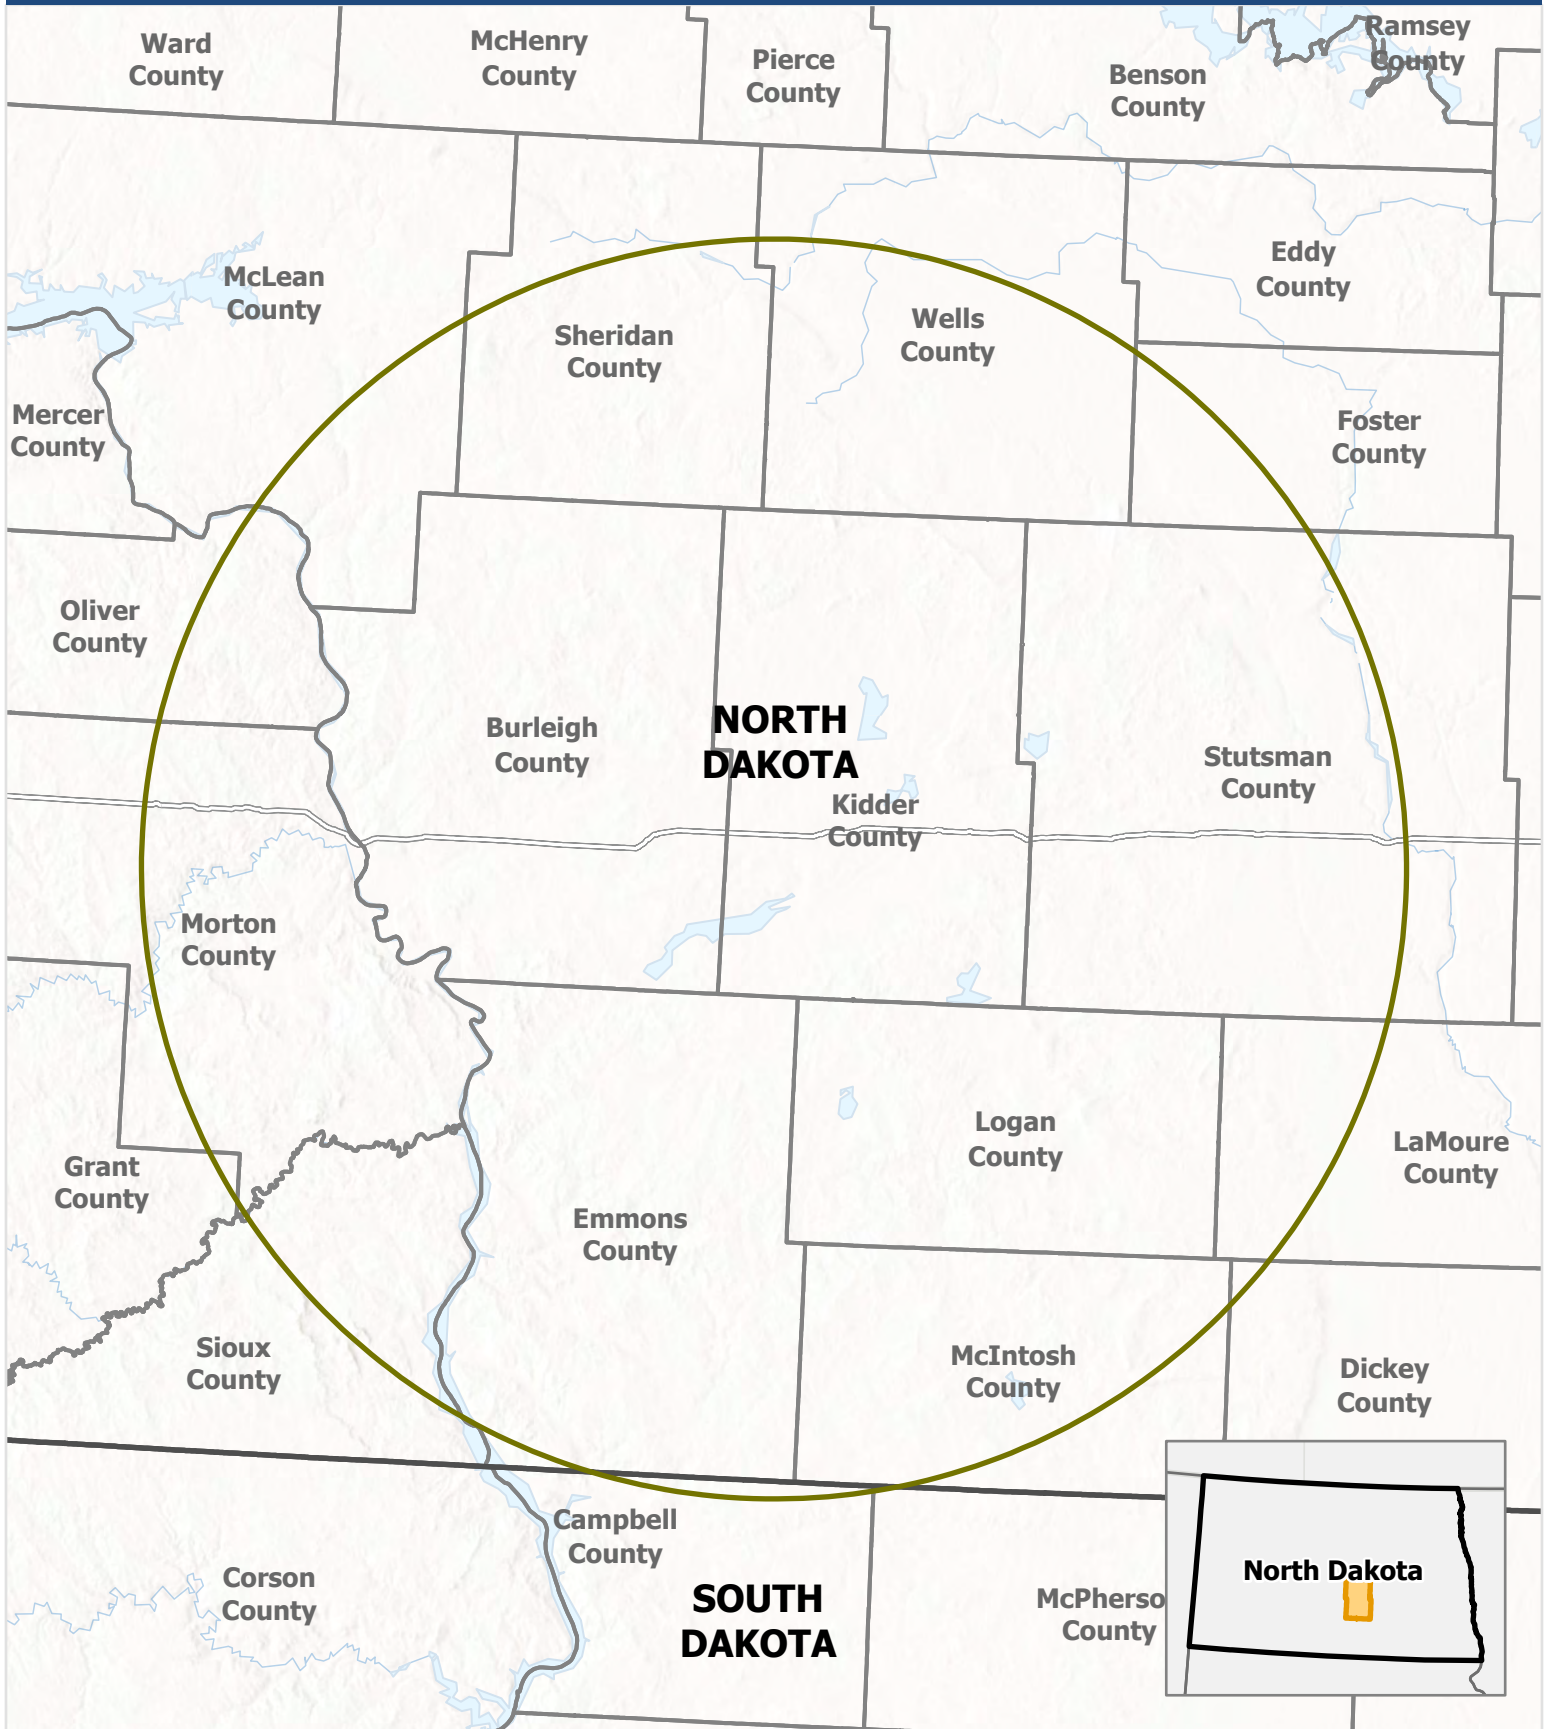 Ward
County
McHenry
County
Pierce
County
Benson
County
Ramsey
County
McLean
County
Sheridan
County
Wells
County
Eddy
County
Mercer
County
Foster
County
Oliver
County
Burleigh
County
NORTH
DAKOTA
Kidder
County
Stutsman
County
Morton
County
Grant
County
Emmons
County
Logan
County
LaMoure
County
Sioux
County
McIntosh
County
Dickey
County
Campbell
County
Corson
County
SOUTH
DAKOTA
McPherso
County
North Dakota